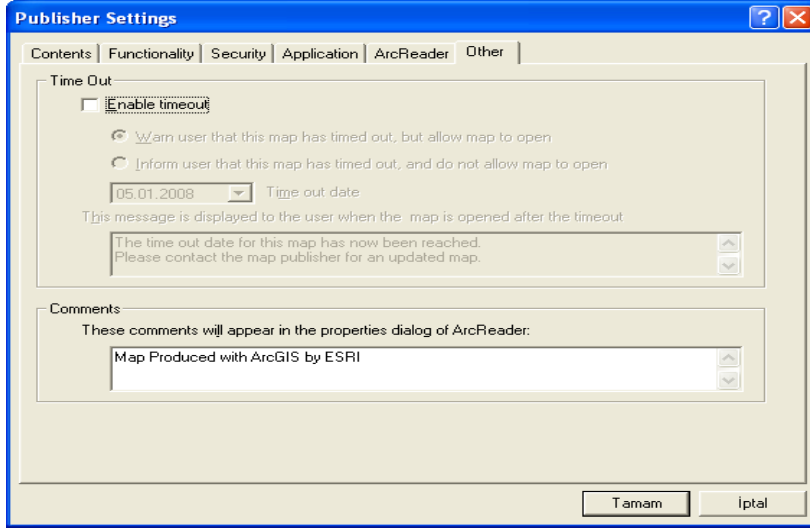 Publisher Settings
Contents Functionality Security Application ArcReader Other
Time Out
Enable timeout
Warn user that this map has timed out, but allow map to open
Inform user that this map has timed out, and do not allow map to open
05.01.2008 Time out date
This message is displayed to the user when the map is opened after the timeout
The time out date for this map has now been reached.
Please contact the map publisher for an updated map.
Comments
These comments will appear in the properties dialog of ArcReader:
Map Produced with ArcGIS by ESRI
Tamam İptal